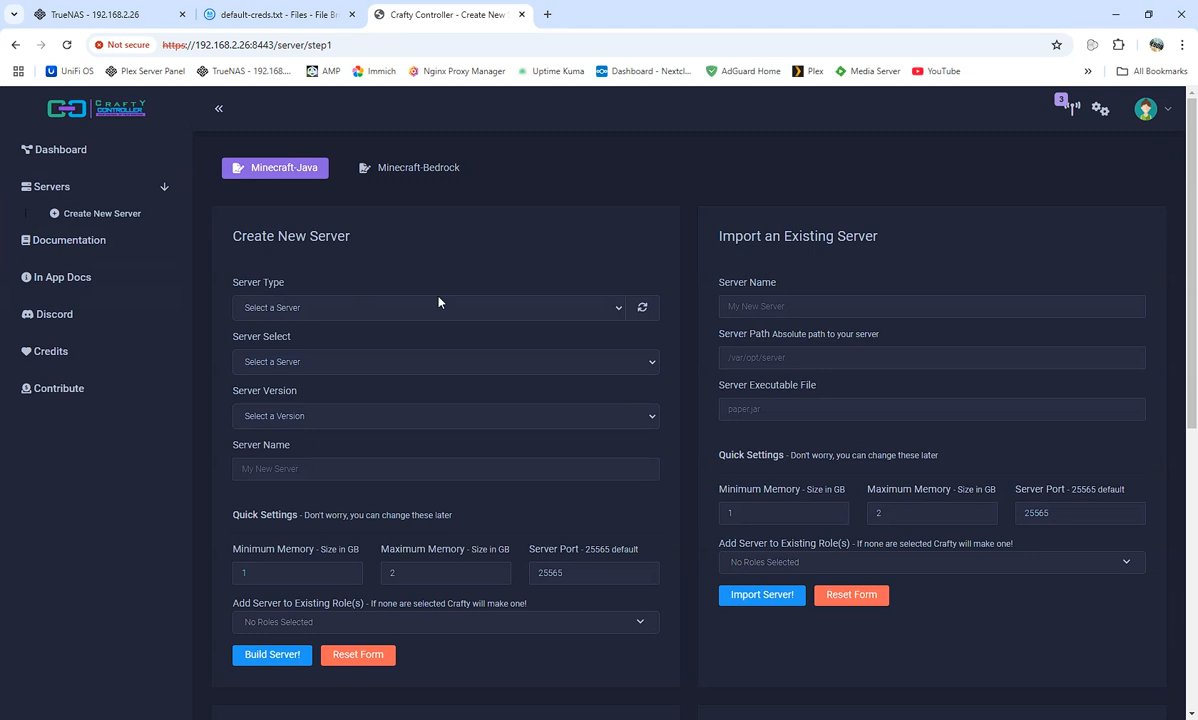 TrueNAS - 192.168.2.26
default-creds.txt - Files - File Br
Crafty Controller - Create New
Not secure
https://192.168.2.26:8443/server/step1
UniFi OS
Plex Server Panel
TrueNAS - 192.168....
AMP
Immich
Nginx Proxy Manager
Uptime Kuma
Dashboard - Nextcl...
AdGuard Home
Plex
Media Server
YouTube
All Bookmarks
CRAFTY
CONTROLLER
3
Dashboard
Servers
Create New Server
Documentation
In App Docs
Discord
Credits
Contribute
Minecraft-Java
Minecraft-Bedrock
Create New Server
Server Type
Select a Server
Server Select
Select a Server
Server Version
Select a Version
Server Name
My New Server
Quick Settings - Don't worry, you can change these later
Minimum Memory - Size in GB
Maximum Memory - Size in GB
Server Port - 25565 default
1
2
25565
Add Server to Existing Role(s) - If none are selected Crafty will make one!
No Roles Selected
Build Server!
Reset Form
Import an Existing Server
Server Name
My New Server
Server Path Absolute path to your server
/var/opt/server
Server Executable File
paper.jar
Quick Settings - Don't worry, you can change these later
Minimum Memory - Size in GB
Maximum Memory - Size in GB
Server Port - 25565 default
1
2
25565
Add Server to Existing Role(s) - If none are selected Crafty will make one!
No Roles Selected
Import Server!
Reset Form